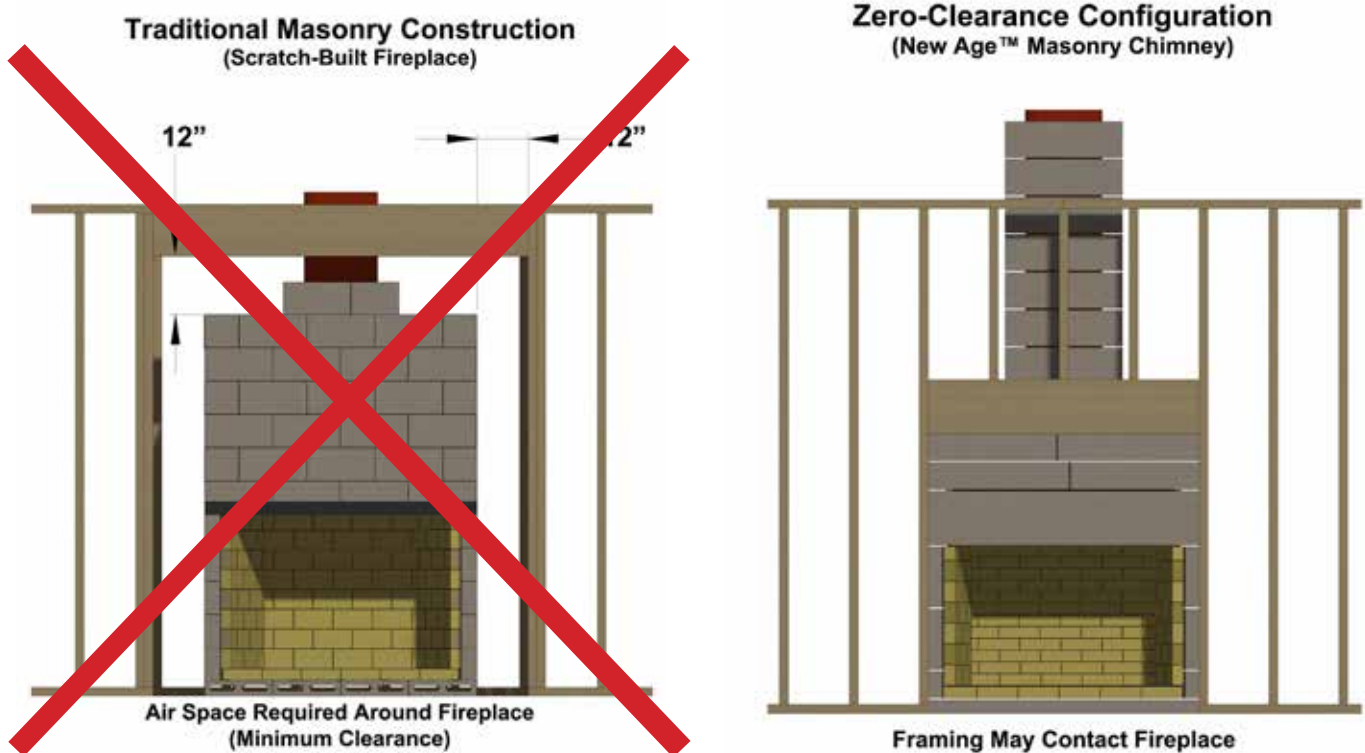 Traditional Masonry Construction
(Scratch-Built Fireplace)
12”
Air Space Required Around Fireplace
(Minimum Clearance)
Zero-Clearance Configuration
(New Age™ Masonry Chimney)
Framing May Contact Fireplace